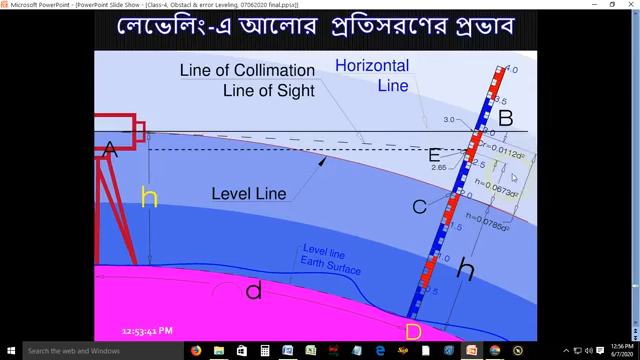 Microsoft PowerPoint - [PowerPoint Slide Show - [Class-4, Obstacl & error Leveling, 07062020 final.ppsx]
লেভেলিং-এ আলোর প্রতিসরণের প্রভাব
Line of Collimation
Line of Sight
Horizontal
Line
4.0
3.5
3.0
3.0
B
cr=0.0112d²
A
E
2.65
2.5
h=0.0673d²
Level Line
h
C
2.0
h=0.0785d²
1.5
Level line
Earth Surface
1.0
h
d
0.5
12:53:41 PM
D
Search Windows
12:56 PM
6/7/2020